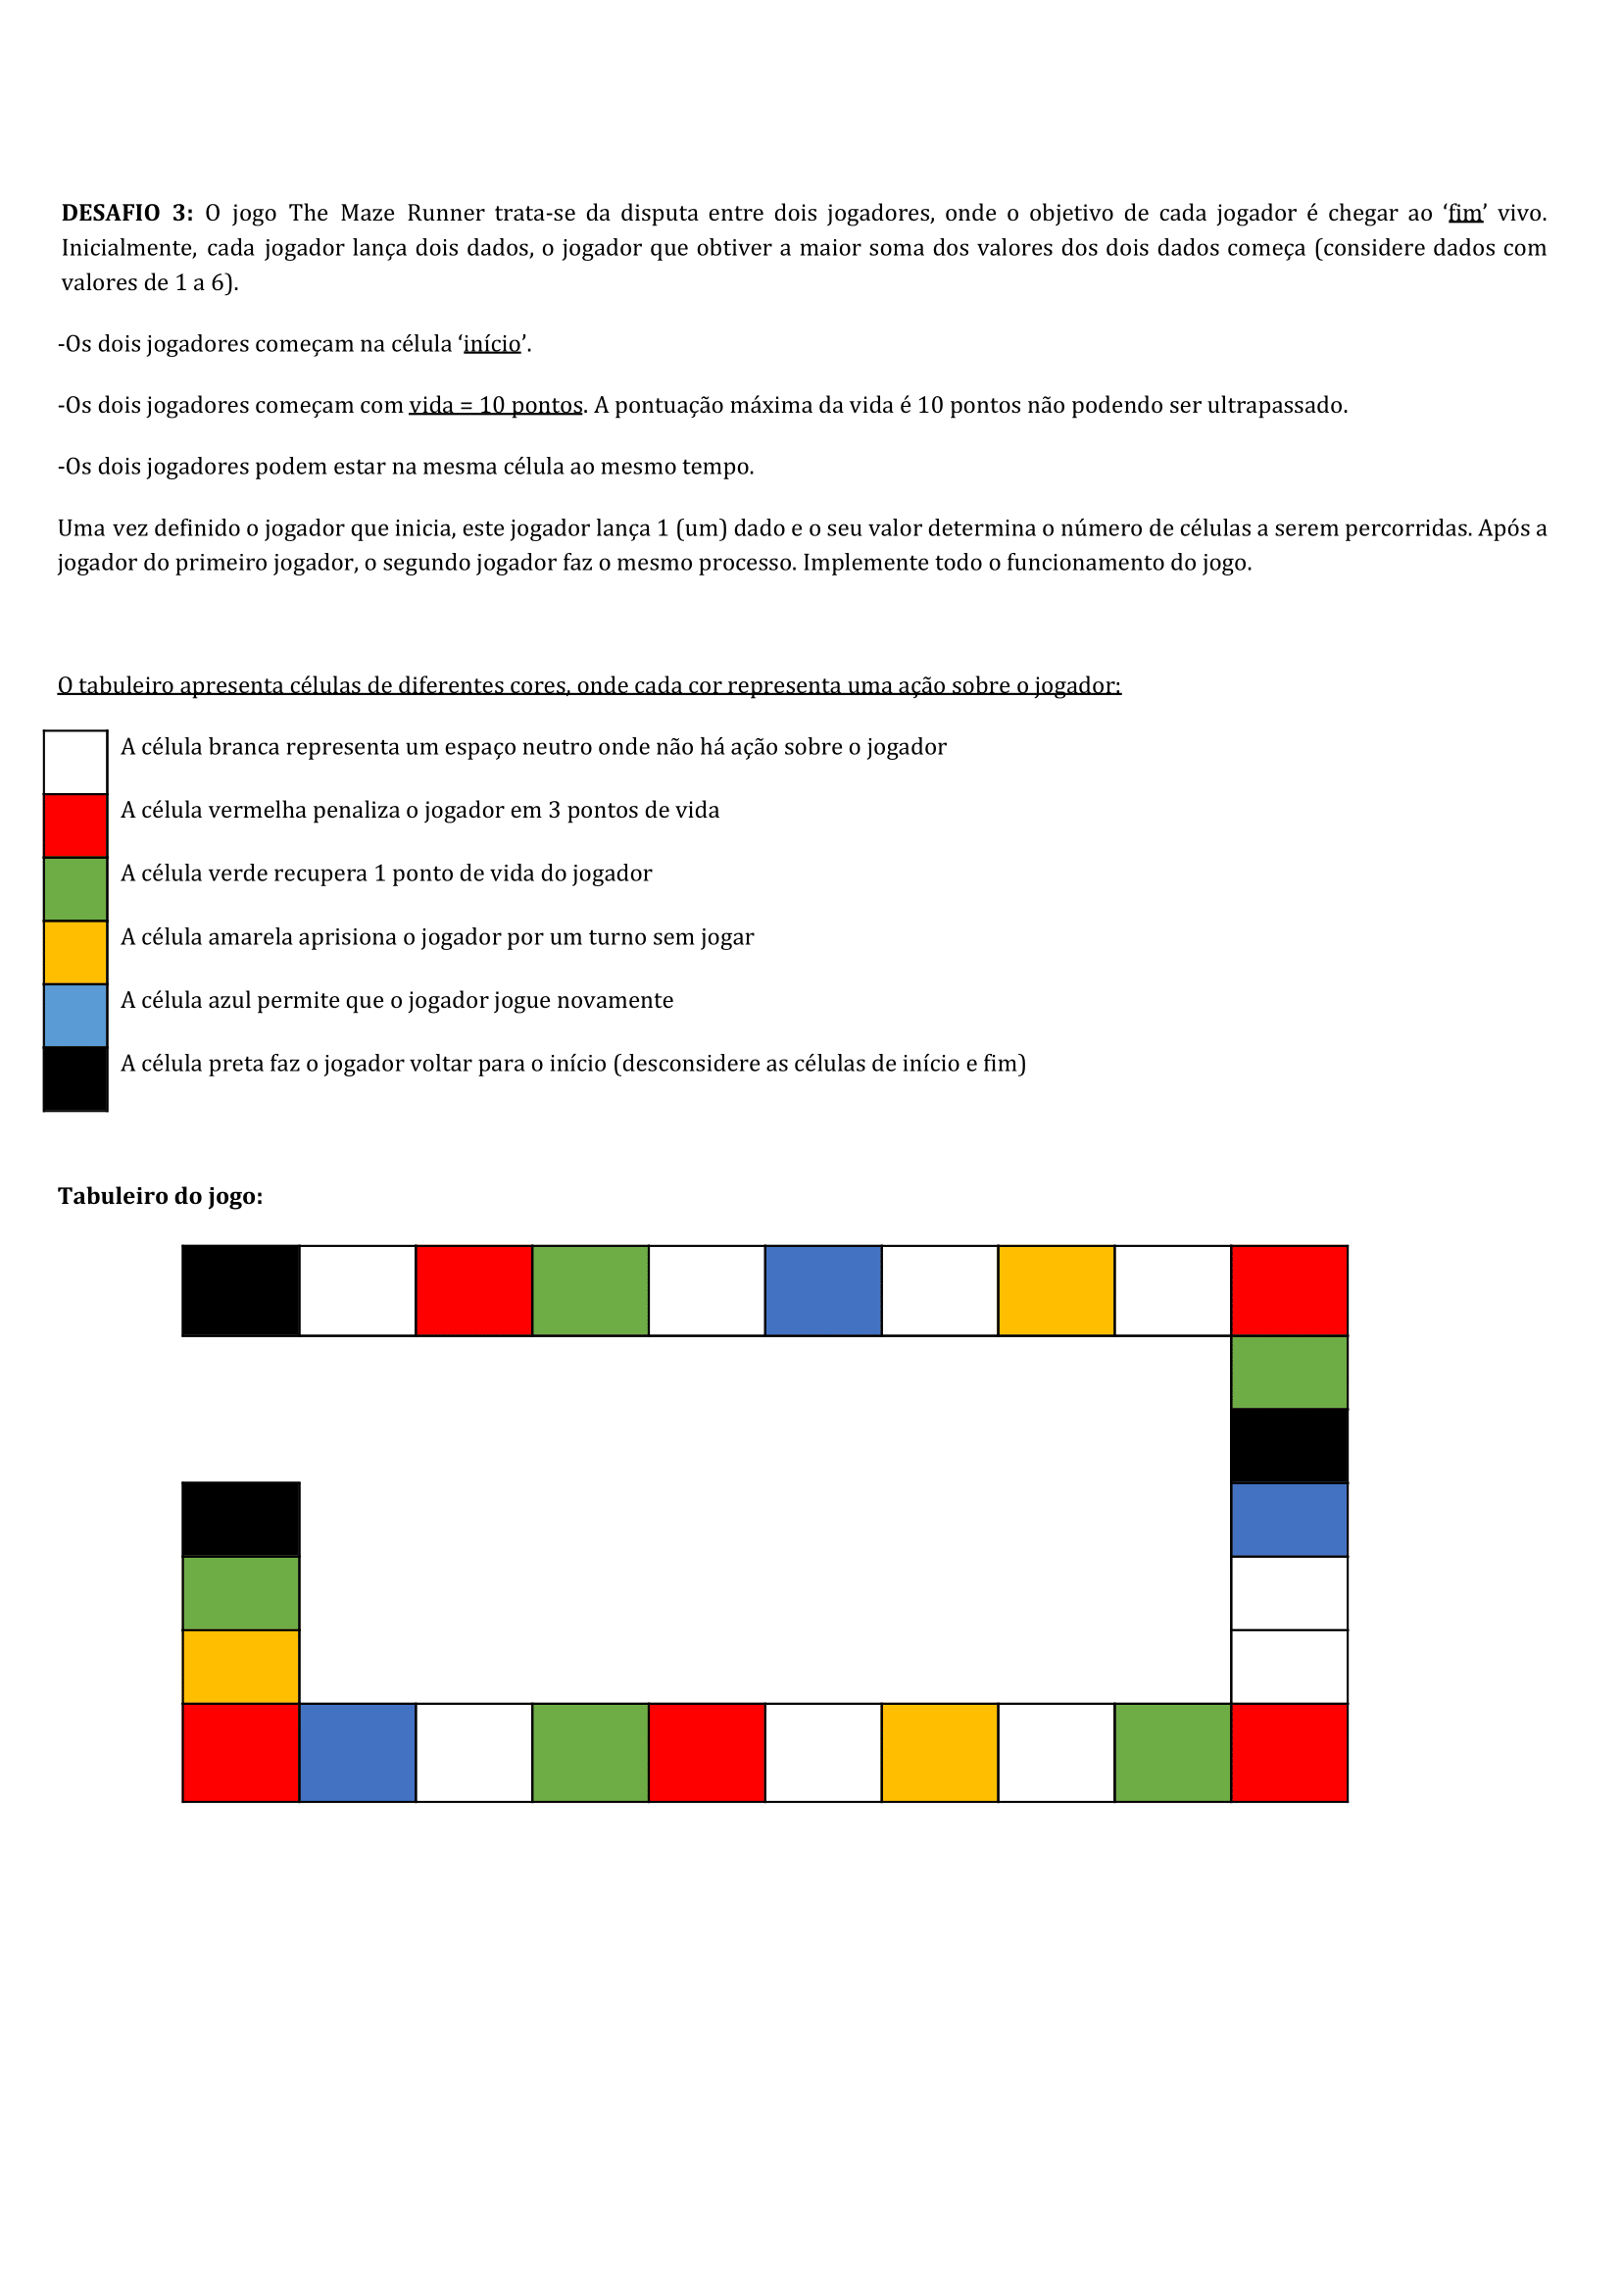 DESAFIO 3: O jogo The Maze Runner trata-se da disputa entre dois jogadores, onde o objetivo de cada jogador é chegar ao ‘fim’ vivo.
Inicialmente, cada jogador lança dois dados, o jogador que obtiver a maior soma dos valores dos dois dados começa (considere dados com
valores de 1 a 6).
-Os dois jogadores começam na célula ‘início’.
-Os dois jogadores começam com vida = 10 pontos. A pontuação máxima da vida é 10 pontos não podendo ser ultrapassado.
-Os dois jogadores podem estar na mesma célula ao mesmo tempo.
Uma vez definido o jogador que inicia, este jogador lança 1 (um) dado e o seu valor determina o número de células a serem percorridas. Após a
jogador do primeiro jogador, o segundo jogador faz o mesmo processo. Implemente todo o funcionamento do jogo.
O tabuleiro apresenta células de diferentes cores, onde cada cor representa uma ação sobre o jogador:
A célula branca representa um espaço neutro onde não há ação sobre o jogador
A célula vermelha penaliza o jogador em 3 pontos de vida
A célula verde recupera 1 ponto de vida do jogador
A célula amarela aprisiona o jogador por um turno sem jogar
A célula azul permite que o jogador jogue novamente
A célula preta faz o jogador voltar para o início (desconsidere as células de início e fim)
Tabuleiro do jogo: